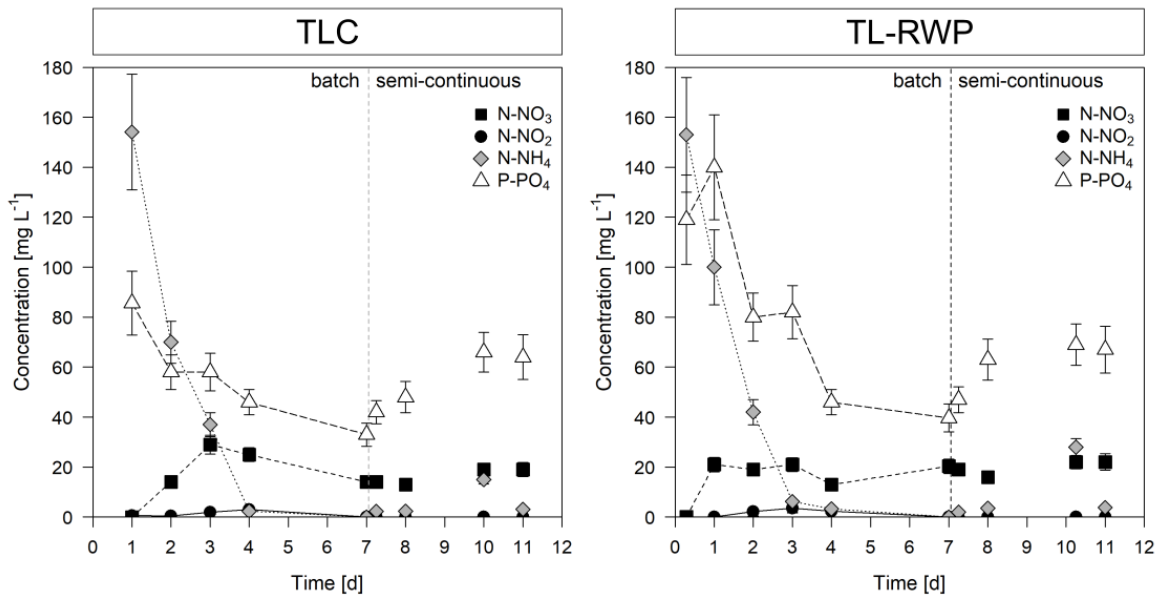 TLC
180
160
140
120
100
80
60
40
20
0
Concentration [mg L⁻¹]
batch
semi-continuous
N-NO₃
N-NO₂
N-NH₄
P-PO₄
0 1 2 3 4 5 6 7 8 9 10 11 12
Time [d]
TL-RWP
180
160
140
120
100
80
60
40
20
0
Concentration [mg L⁻¹]
batch
semi-continuous
N-NO₃
N-NO₂
N-NH₄
P-PO₄
0 1 2 3 4 5 6 7 8 9 10 11 12
Time [d]